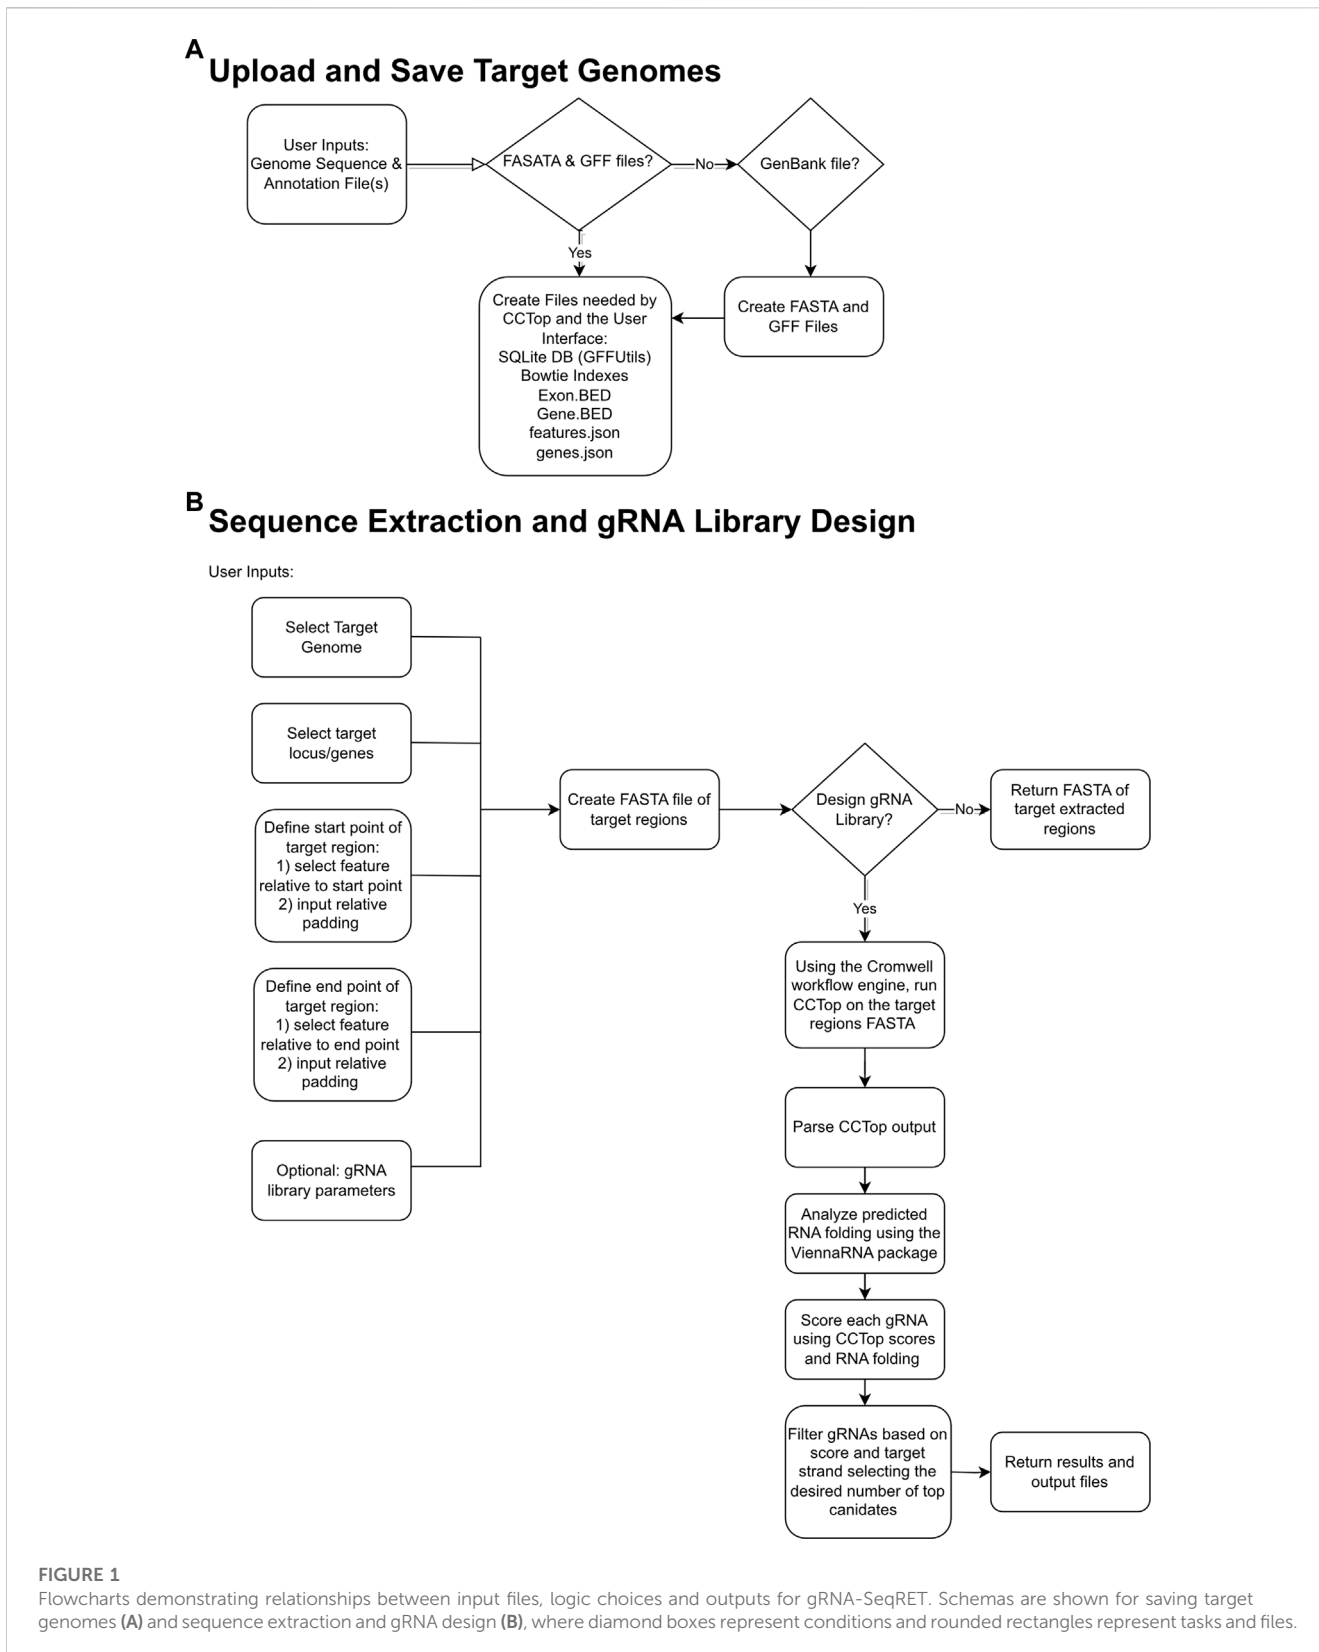 A
Upload and Save Target Genomes
User Inputs:
Genome Sequence &
Annotation File(s)
FASATA & GFF files?
No
GenBank file?
Yes
Create Files needed by
CCTop and the User
Interface:
SQLite DB (GFFUtils)
Bowtie Indexes
Exon.BED
Gene.BED
features.json
genes.json
Create FASTA and
GFF Files
B
Sequence Extraction and gRNA Library Design
User Inputs:
Select Target
Genome
Select target
locus/genes
Define start point of
target region:
1) select feature
relative to start point
2) input relative
padding
Define end point of
target region:
1) select feature
relative to end point
2) input relative
padding
Optional: gRNA
library parameters
Create FASTA file of
target regions
Design gRNA
Library?
No
Return FASTA of
target extracted
regions
Yes
Using the Cromwell
workflow engine, run
CCTop on the target
regions FASTA
Parse CCTop output
Analyze predicted
RNA folding using the
ViennaRNA package
Score each gRNA
using CCTop scores
and RNA folding
Filter gRNAs based on
score and target
strand selecting the
desired number of top
canidates
Return results and
output files
FIGURE 1
Flowcharts demonstrating relationships between input files, logic choices and outputs for gRNA-SeqRET. Schemas are shown for saving target
genomes (A) and sequence extraction and gRNA design (B), where diamond boxes represent conditions and rounded rectangles represent tasks and files.